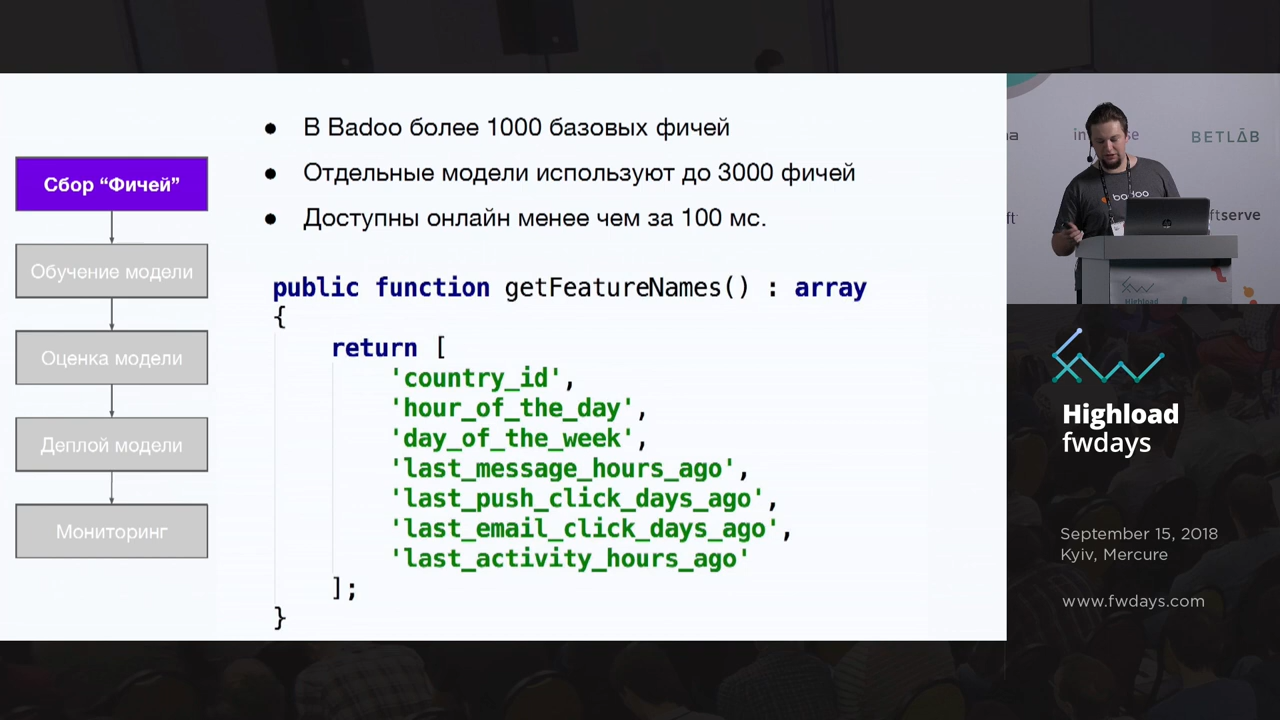 ● В Badoo более 1000 базовых фичей
● Отдельные модели используют до 3000 фичей
● Доступны онлайн менее чем за 100 мс.
Сбор “Фичей”
Обучение модели
Оценка модели
Деплой модели
Мониторинг
public function getFeatureNames() : array
{
return [
'country_id',
'hour_of_the_day',
'day_of_the_week',
'last_message_hours_ago',
'last_push_click_days_ago',
'last_email_click_days_ago',
'last_activity_hours_ago'
];
}
BETLAB
badoo
Highload
Highload
fwdays
September 15, 2018
Kyiv, Mercure
www.fwdays.com